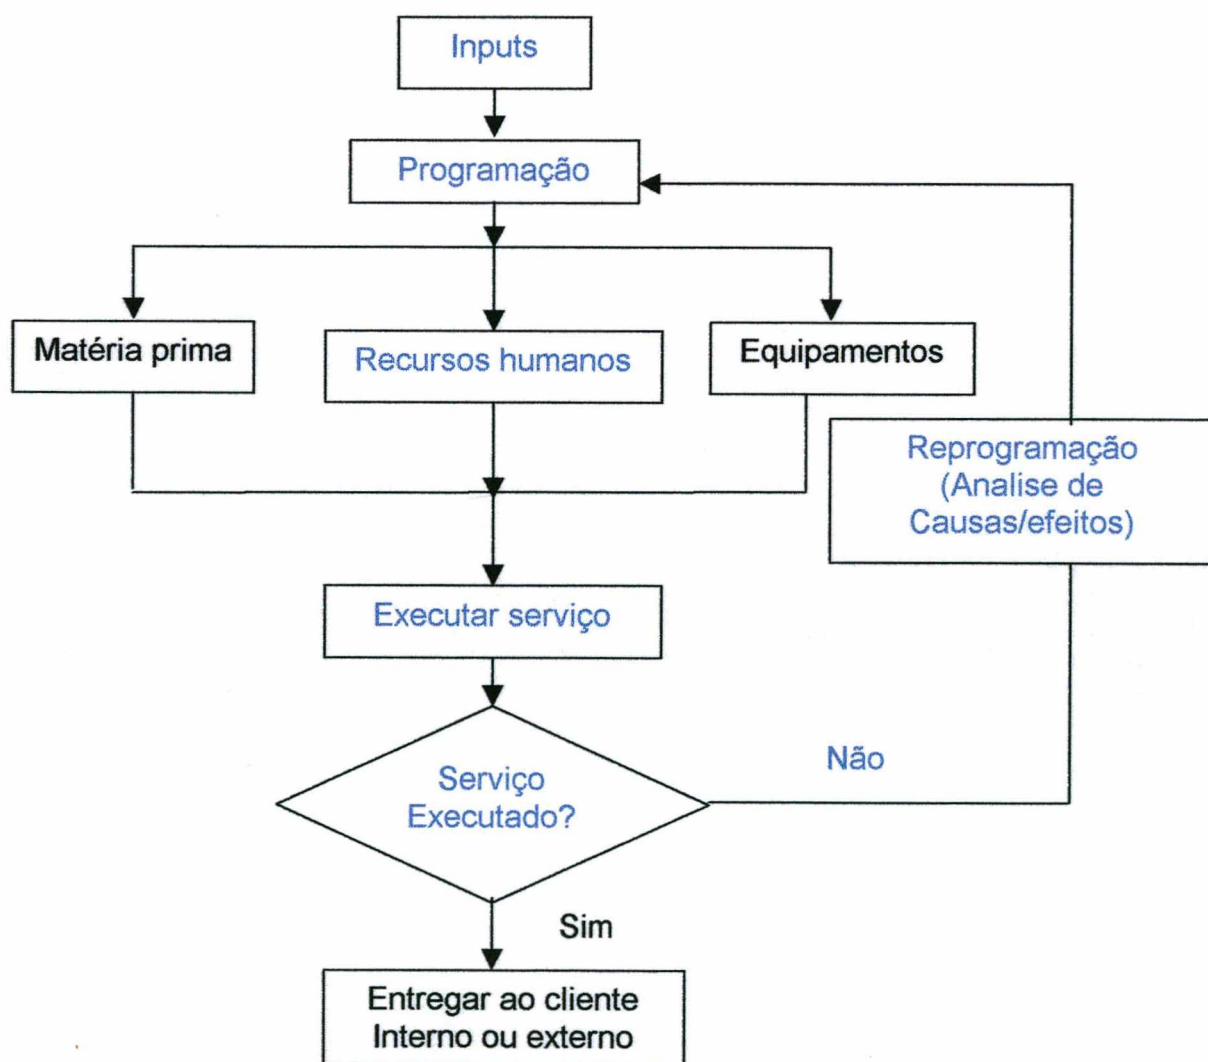 Inputs
Programação
Matéria prima
Recursos humanos
Equipamentos
Reprogramação
(Analise de
Causas/efeitos)
Executar serviço
Serviço
Executado?
Não
Sim
Entregar ao cliente
Interno ou externo